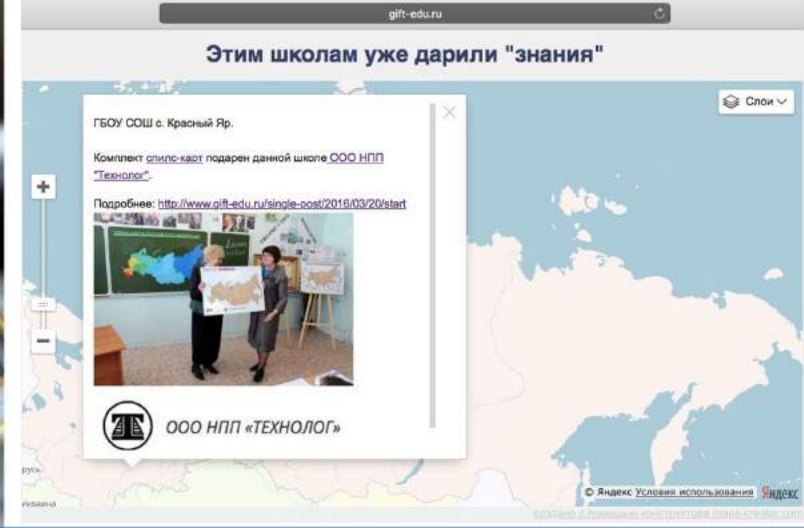 gift-edu.ru
Этим школам уже дарили "знания"
Слои
ГБОУ СОШ с. Красный Яр.
Комплект спилс-карт подарен данной школе ООО НПП
"Технолог".
Подробнее: http://www.gift-edu.ru/single-post/2016/03/20/start
ООО НПП «ТЕХНОЛОГ»
© Яндекс Условия использования Яндекс